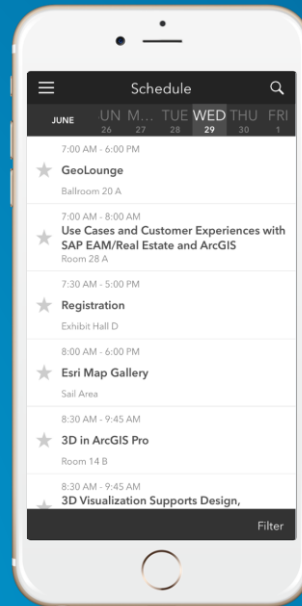 Schedule
JUNE UN M... TUE WED THU FRI
26 27 28 29 30 1
7:00 AM - 6:00 PM
GeoLounge
Ballroom 20 A
7:00 AM - 8:00 AM
Use Cases and Customer Experiences with
SAP EAM/Real Estate and ArcGIS
Room 28 A
7:30 AM - 5:00 PM
Registration
Exhibit Hall D
8:00 AM - 6:00 PM
Esri Map Gallery
Sail Area
8:30 AM - 9:45 AM
3D in ArcGIS Pro
Room 14 B
8:30 AM - 9:45 AM
3D Visualization Supports Design,
Filter